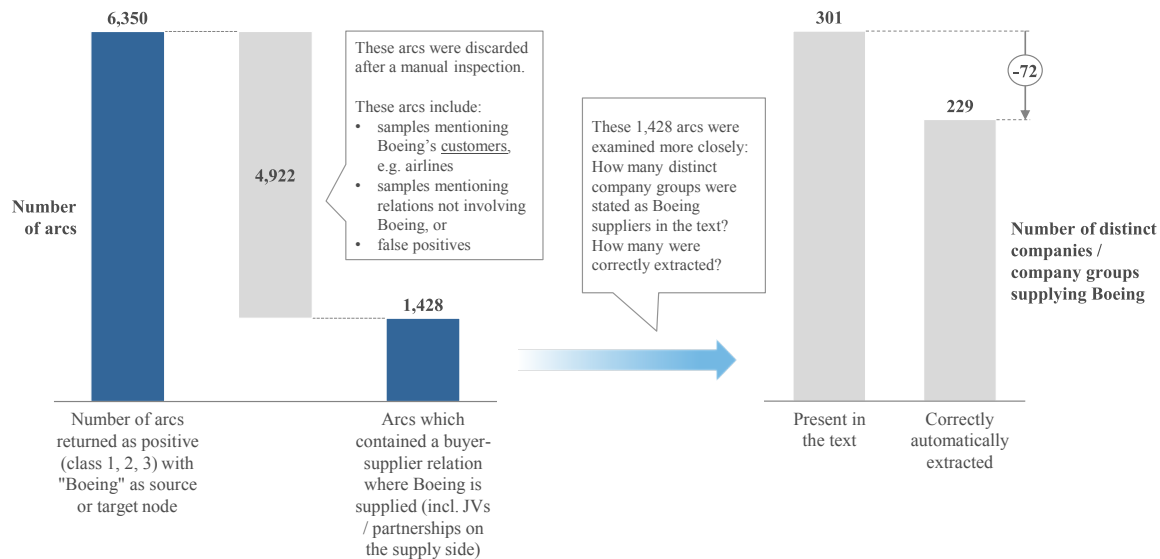 6,350
Number
of arcs
4,922
1,428
These arcs were discarded
after a manual inspection.
These arcs include:
• samples mentioning
Boeing’s customers,
e.g. airlines
• samples mentioning
relations not involving
Boeing, or
• false positives
Number of arcs
returned as positive
(class 1, 2, 3) with
"Boeing" as source
or target node
Arcs which
contained a buyer-
supplier relation
where Boeing is
supplied (incl. JVs
/ partnerships on
the supply side)
These 1,428 arcs were
examined more closely:
How many distinct
company groups were
stated as Boeing
suppliers in the text?
How many were
correctly extracted?
301
-72
229
Number of distinct
companies /
company groups
supplying Boeing
Present in
the text
Correctly
automatically
extracted